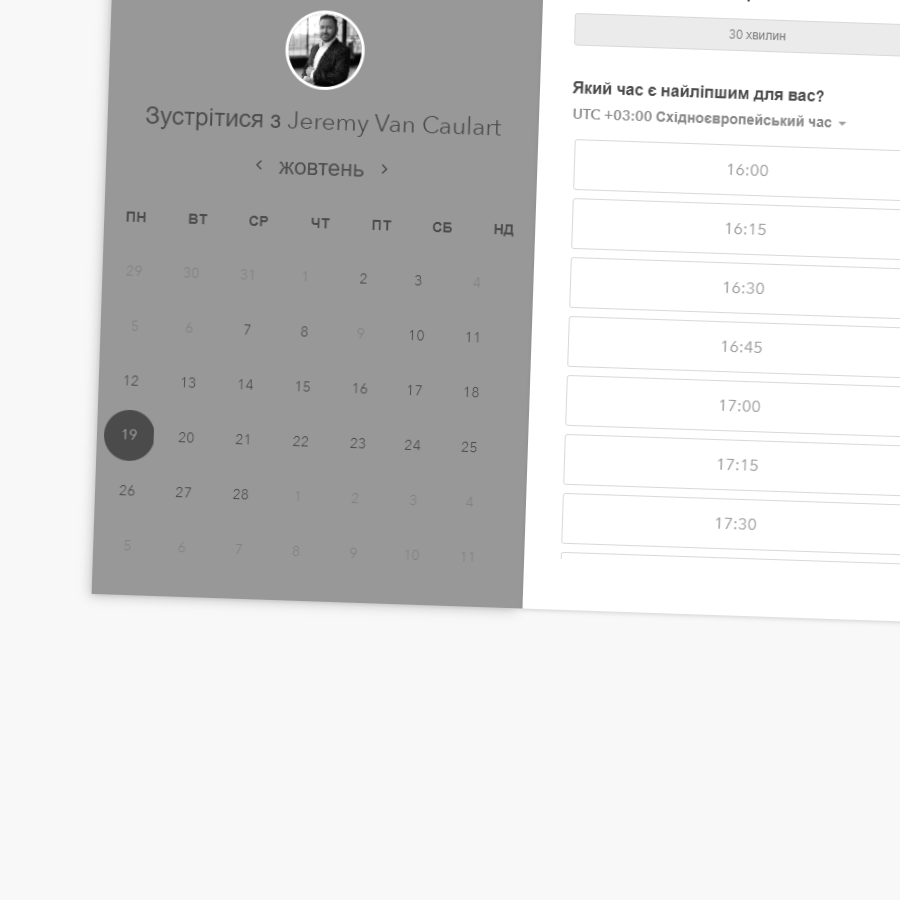 Зустрітися з Jeremy Van Caulart
‹ жовтень ›
ПН ВТ СР ЧТ ПТ СБ НД
29 30 31 1 2 3 4
5 6 7 8 9 10 11
12 13 14 15 16 17 18
19 20 21 22 23 24 25
26 27 28 1 2 3 4
5 6 7 8 9 10 11
30 хвилин
Який час є найліпшим для вас?
UTC +03:00 Східноєвропейський час
16:00
16:15
16:30
16:45
17:00
17:15
17:30